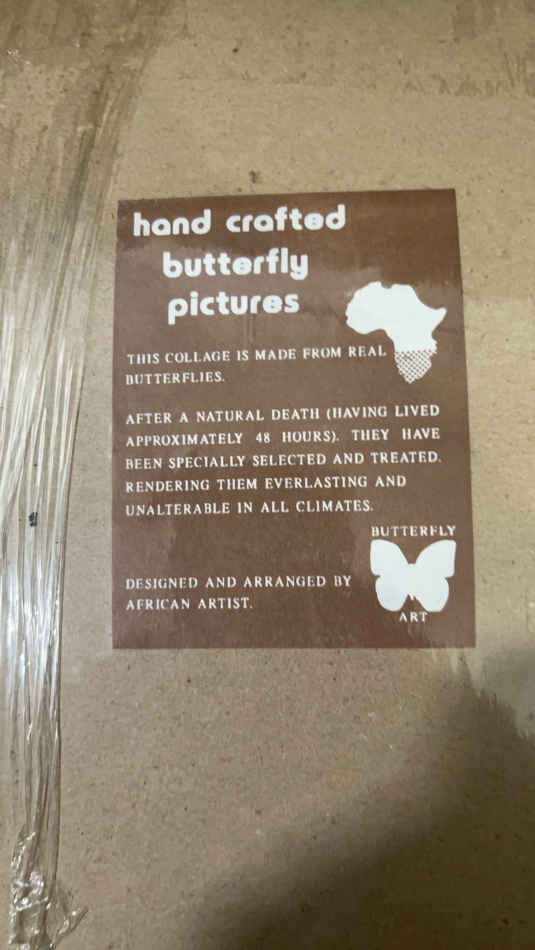 hand crafted
butterfly
pictures
THIS COLLAGE IS MADE FROM REAL
BUTTERFLIES.
AFTER A NATURAL DEATH (HAVING LIVED
APPROXIMATELY 48 HOURS). THEY HAVE
BEEN SPECIALLY SELECTED AND TREATED.
RENDERING THEM EVERLASTING AND
UNALTERABLE IN ALL CLIMATES.
BUTTERFLY
ART
DESIGNED AND ARRANGED BY
AFRICAN ARTIST.